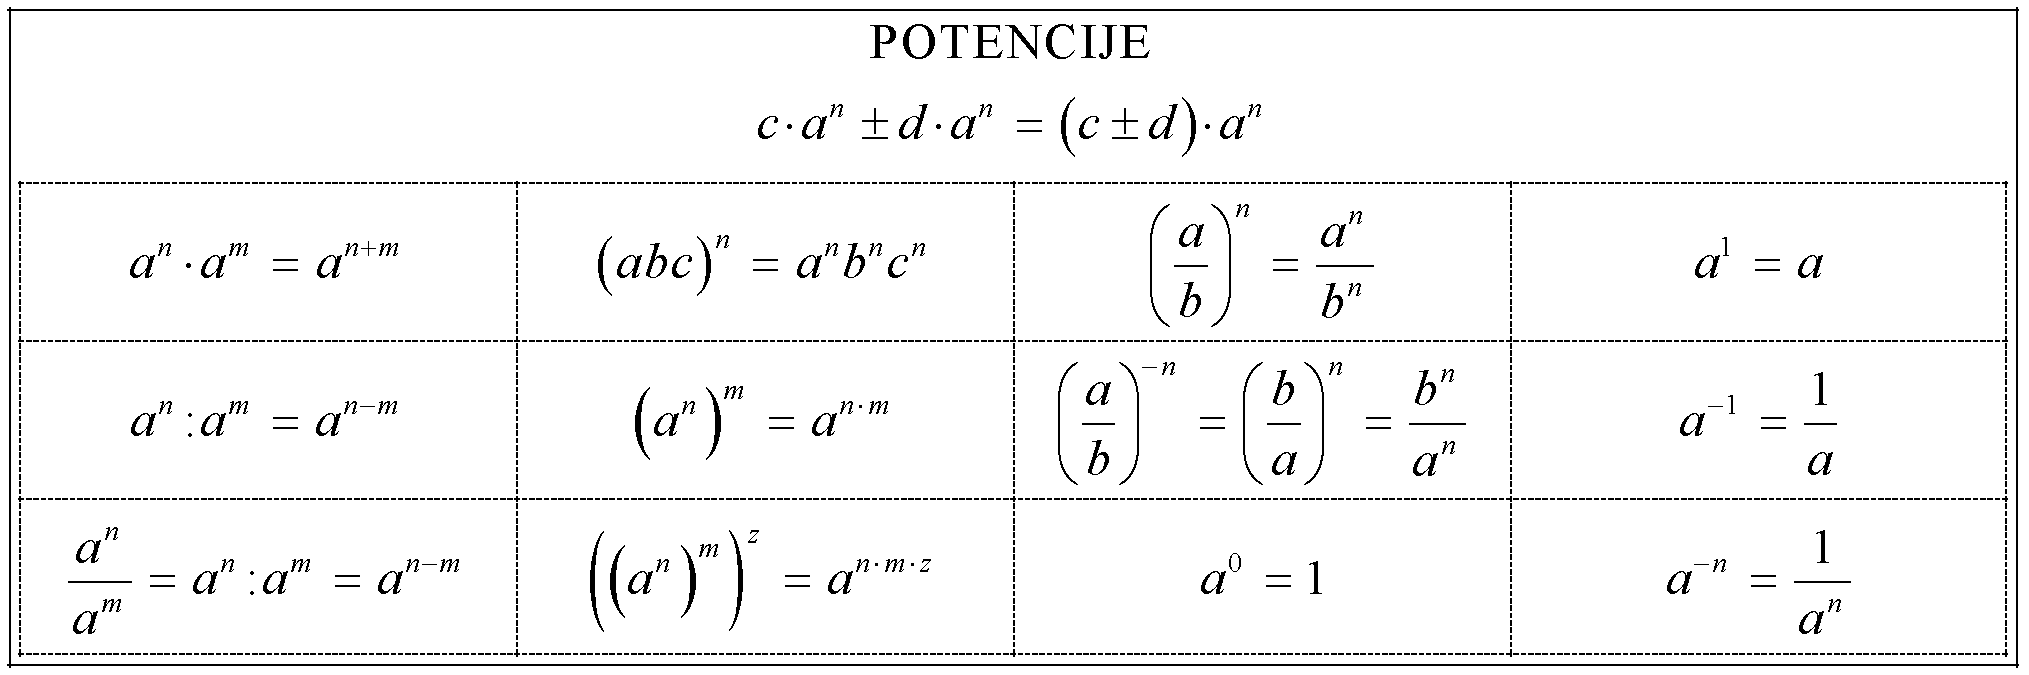 POTENCIJE
c·aⁿ ± d·aⁿ = (c ± d)·aⁿ
aⁿ·aᵐ = aⁿ⁺ᵐ
(abc)ⁿ = aⁿbⁿcⁿ
(a/b)ⁿ = aⁿ/bⁿ
a¹ = a
aⁿ:aᵐ = aⁿ⁻ᵐ
(aⁿ)ᵐ = aⁿ·ᵐ
(a/b)⁻ⁿ = (b/a)ⁿ = bⁿ/aⁿ
a⁻¹ = 1/a
aⁿ/aᵐ = aⁿ:aᵐ = aⁿ⁻ᵐ
((aⁿ)ᵐ)ᶻ = aⁿ·ᵐ·ᶻ
a⁰ = 1
a⁻ⁿ = 1/aⁿ